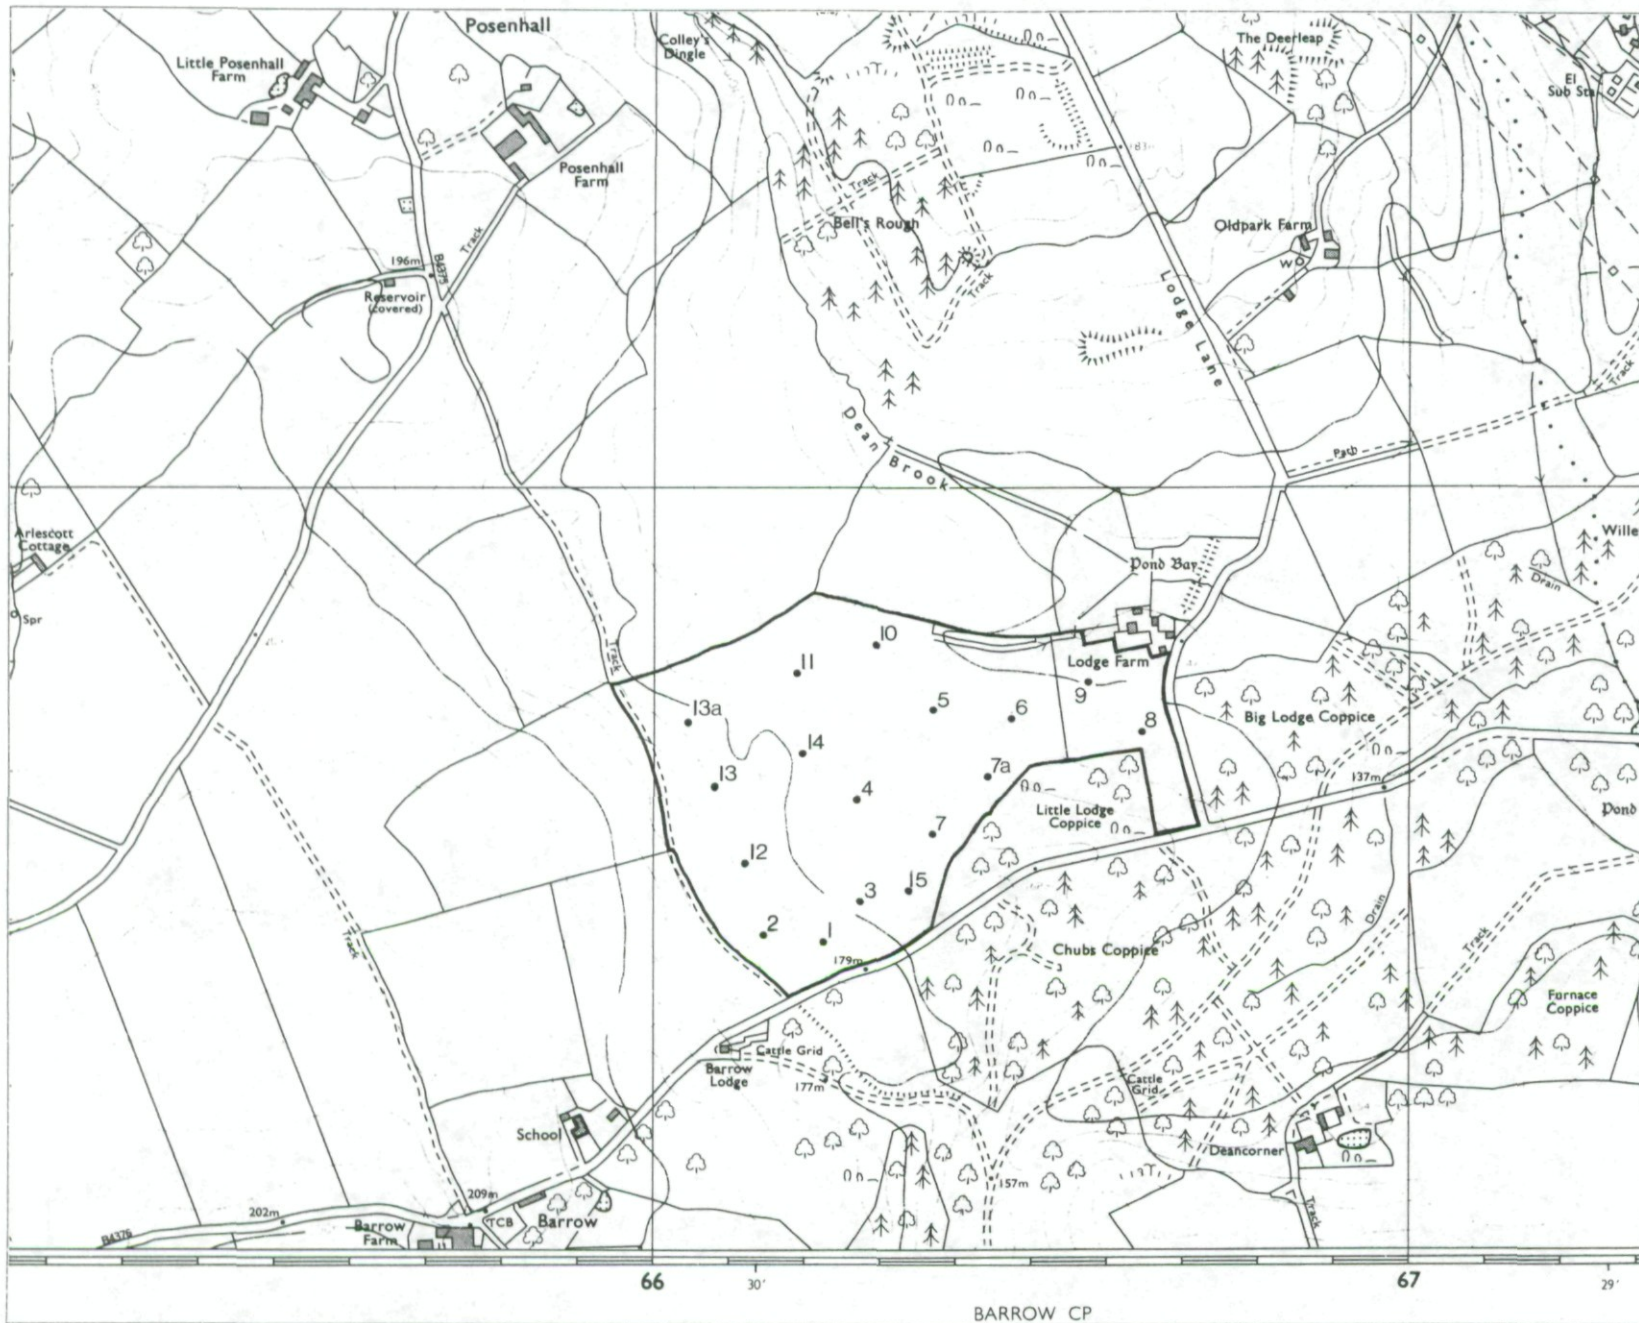 Posenhall
Little Posenhall
Farm
Colley's
Dingle
The Deerleap
El
Sub Sta
Posenhall
Farm
Track
Bell's Rough
Oldpark Farm
W
Track
196m
B4375
Reservoir
(covered)
Track
Lodge Lane
Track
Dean Brook
Path
Arlescott
Cottage
Spr
Pond Bay
Wille
Drain
Track
10
11
Lodge Farm
9
13a
5
6
8
Big Lodge Coppice
14
7a
13
4
137m
Little Lodge
Coppice
Pond
7
12
15
3
2
1
179m
Track
Drain
Chubs Coppice
Track
Furnace
Coppice
Cattle Grid
Barrow
Lodge
177m
Cattle
Grid
School
Deancorner
157m
Track
209m
202m
TCB
Barrow
B4376
Barrow
Farm
66
30'
67
29'
BARROW CP